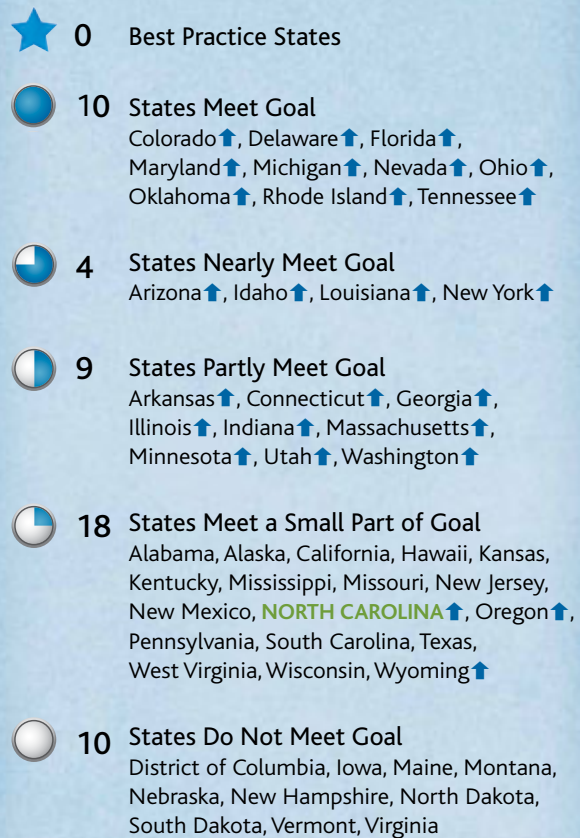 0 Best Practice States
10 States Meet Goal
Colorado⬆, Delaware⬆, Florida⬆,
Maryland⬆, Michigan⬆, Nevada⬆, Ohio⬆,
Oklahoma⬆, Rhode Island⬆, Tennessee⬆
4 States Nearly Meet Goal
Arizona⬆, Idaho⬆, Louisiana⬆, New York⬆
9 States Partly Meet Goal
Arkansas⬆, Connecticut⬆, Georgia⬆,
Illinois⬆, Indiana⬆, Massachusetts⬆,
Minnesota⬆, Utah⬆, Washington⬆
18 States Meet a Small Part of Goal
Alabama, Alaska, California, Hawaii, Kansas,
Kentucky, Mississippi, Missouri, New Jersey,
New Mexico, NORTH CAROLINA⬆, Oregon⬆,
Pennsylvania, South Carolina, Texas,
West Virginia, Wisconsin, Wyoming⬆
10 States Do Not Meet Goal
District of Columbia, Iowa, Maine, Montana,
Nebraska, New Hampshire, North Dakota,
South Dakota, Vermont, Virginia